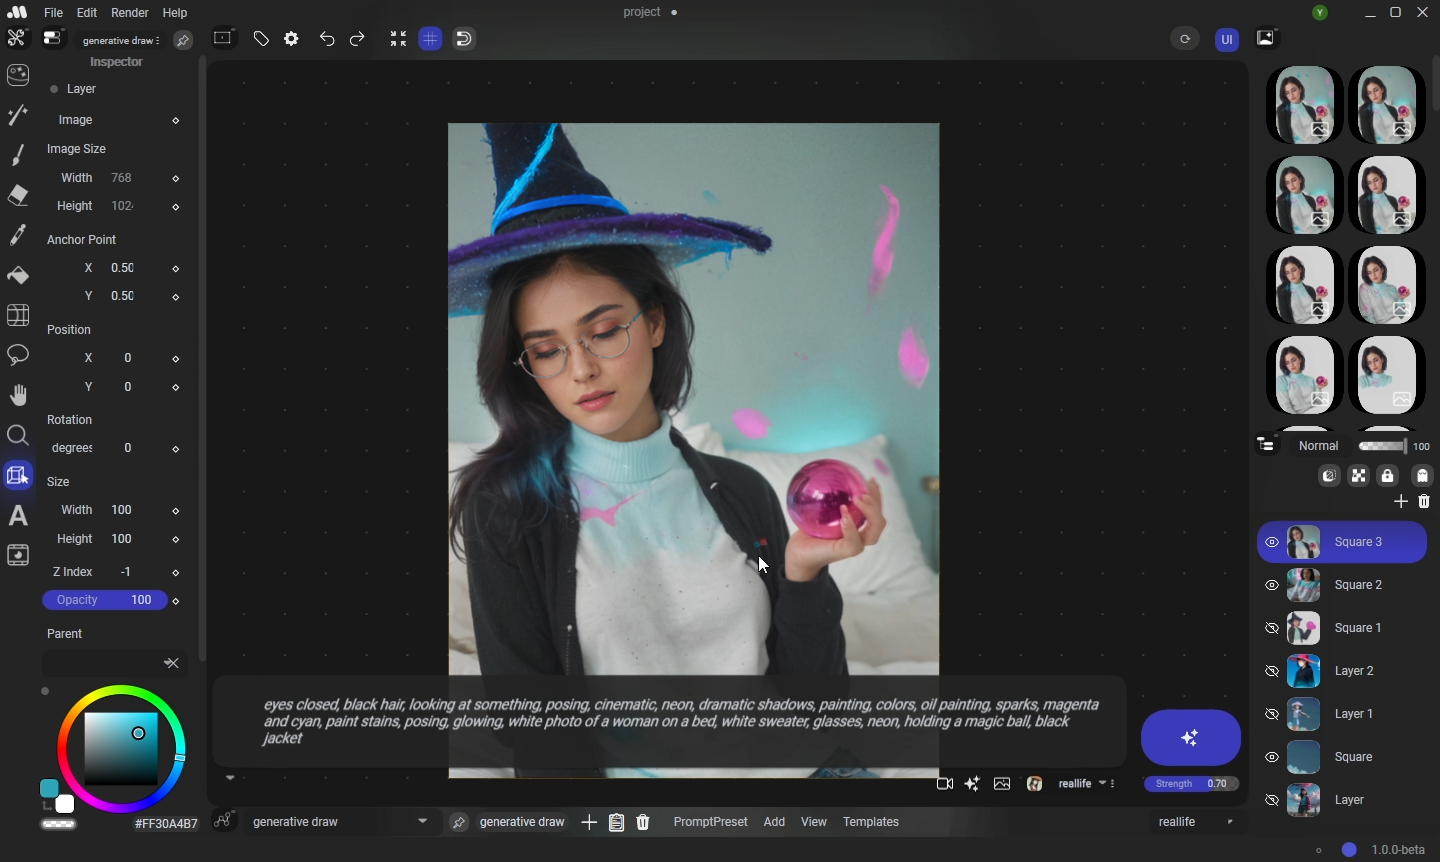 File Edit Render Help
project
Y
generative draw
UI
Inspector
Layer
Image
Image Size
Width 768
Height 102
Anchor Point
X 0.50
Y 0.50
Position
X 0
Y 0
Rotation
degrees 0
Size
Width 100
Height 100
Z Index -1
Opacity 100
Parent
#FF30A4B7
eyes closed, black hair, looking at something, posing, cinematic, neon, dramatic shadows, painting, colors, oil painting, sparks, magenta
and cyan, paint stains, posing, glowing, white photo of a woman on a bed, white sweater, glasses, neon, holding a magic ball, black
jacket
reallife
Strength 0.70
generative draw
generative draw
PromptPreset Add View Templates
reallife
Normal 100
Square 3
Square 2
Square 1
Layer 2
Layer 1
Square
Layer
1.0.0-beta